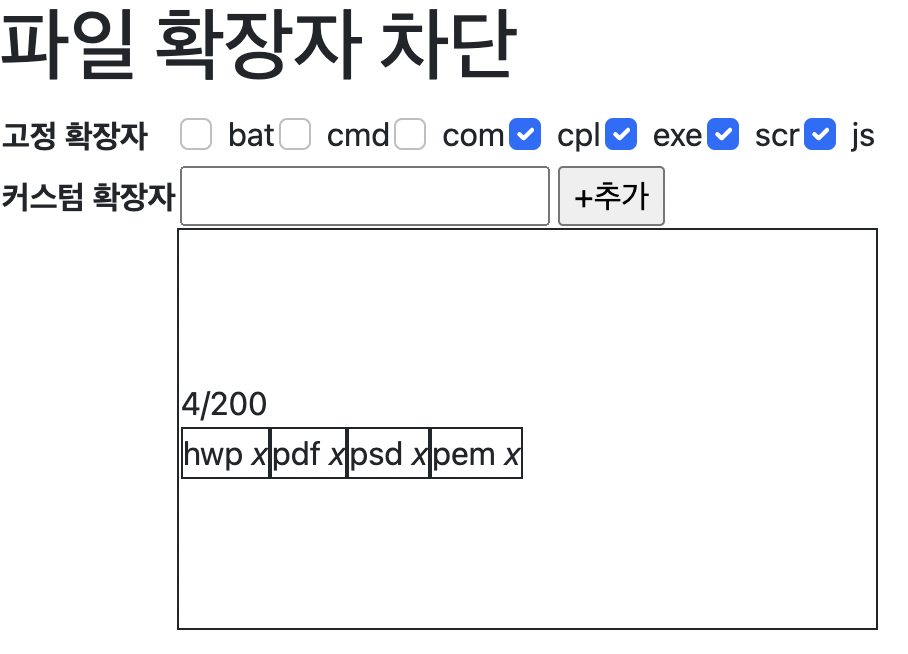 파일 확장자 차단
고정 확장자 bat cmd com cpl exe scr js
커스텀 확장자 +추가
4/200
hwp x pdf x psd x pem x